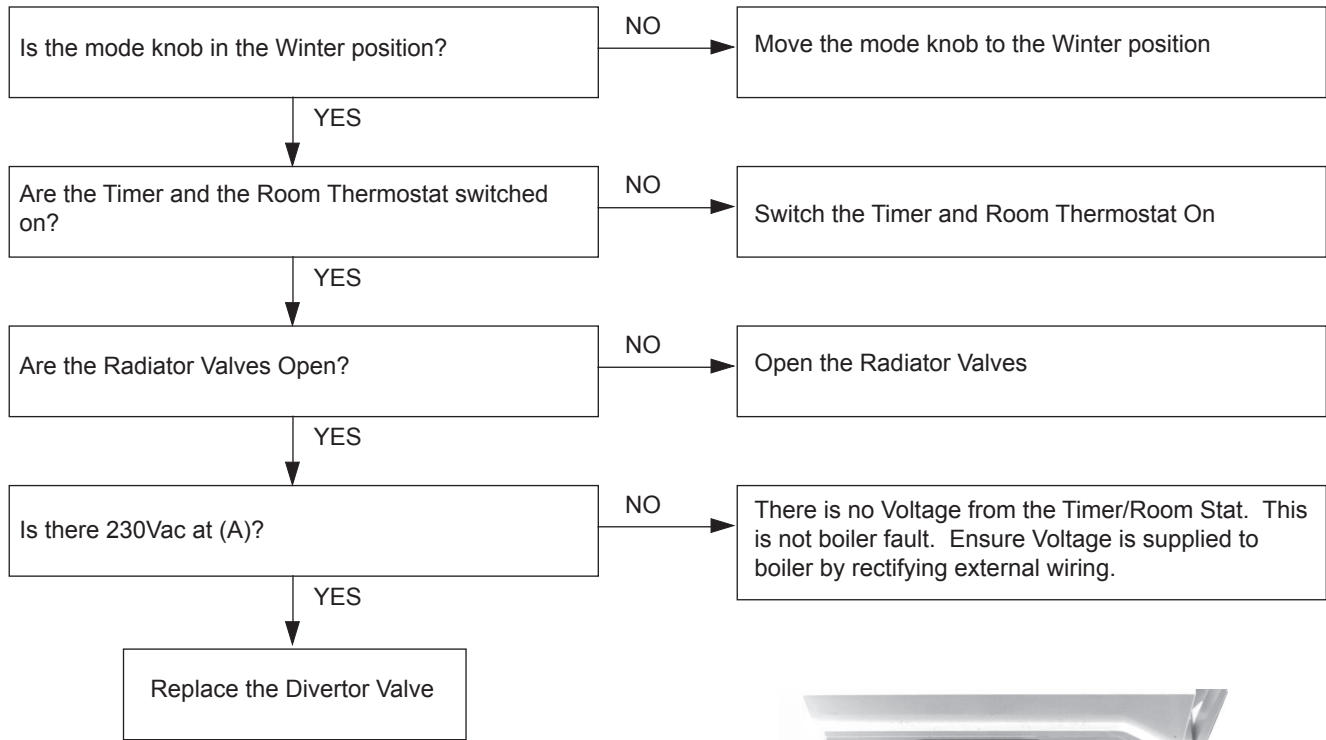 Is the mode knob in the Winter position?
NO
Move the mode knob to the Winter position
YES
Are the Timer and the Room Thermostat switched
on?
NO
Switch the Timer and Room Thermostat On
YES
Are the Radiator Valves Open?
NO
Open the Radiator Valves
YES
Is there 230Vac at (A)?
NO
There is no Voltage from the Timer/Room Stat.  This
is not boiler fault.  Ensure Voltage is supplied to
boiler by rectifying external wiring.
YES
Replace the Divertor Valve